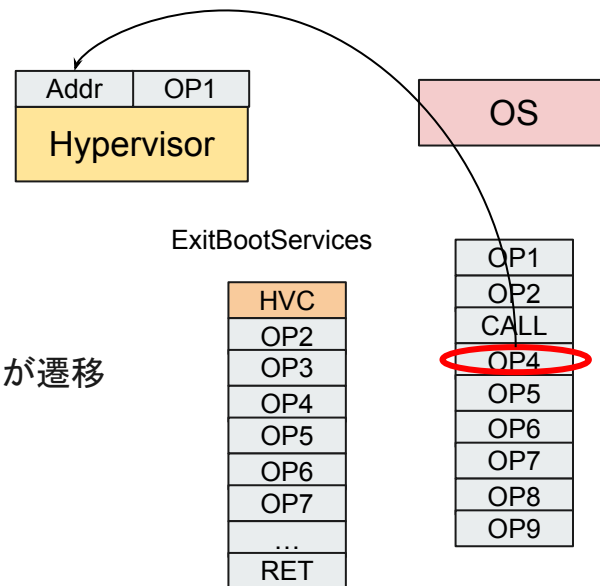 Addr OP1
Hypervisor
OS
ExitBootServices
HVC
OP2
OP3
OP4
OP5
OP6
OP7
…
RET
が遷移
OP1
OP2
CALL
OP4
OP5
OP6
OP7
OP8
OP9